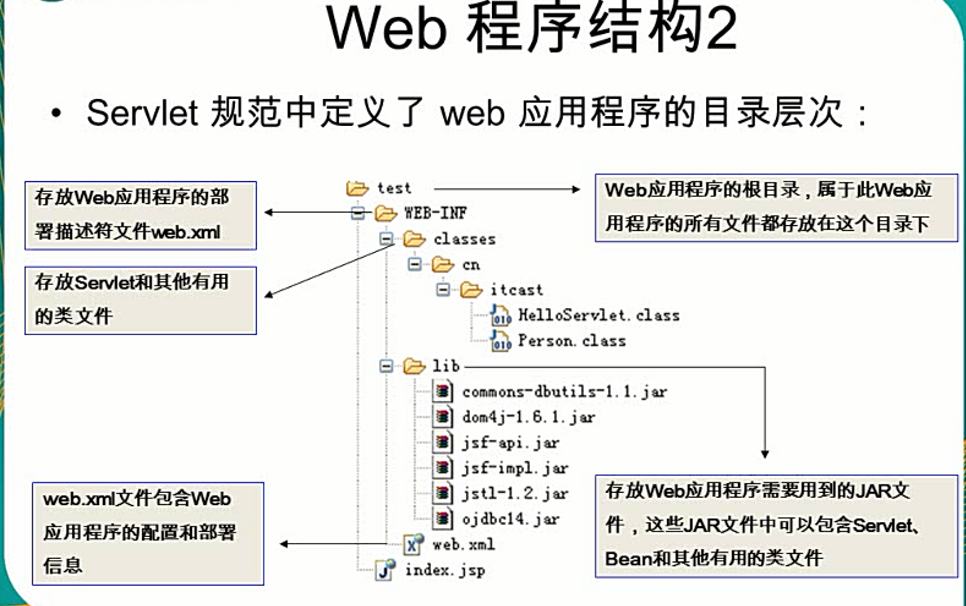 Web 程序结构2
• Servlet 规范中定义了 web 应用程序的目录层次：
存放Web应用程序的部
署描述符文件web.xml
存放Servlet和其他有用
的类文件
web.xml文件包含Web
应用程序的配置和部署
信息
test
WEB-INF
classes
cn
itcast
HelloServlet.class
Person.class
lib
commons-dbutils-1.1.jar
dom4j-1.6.1.jar
jsf-api.jar
jsf-impl.jar
jstl-1.2.jar
ojdbc14.jar
web.xml
index.jsp
Web应用程序的根目录，属于此Web应
用程序的所有文件都存放在这个目录下
存放Web应用程序需要用到的JAR文
件，这些JAR文件中可以包含Servlet、
Bean和其他有用的类文件